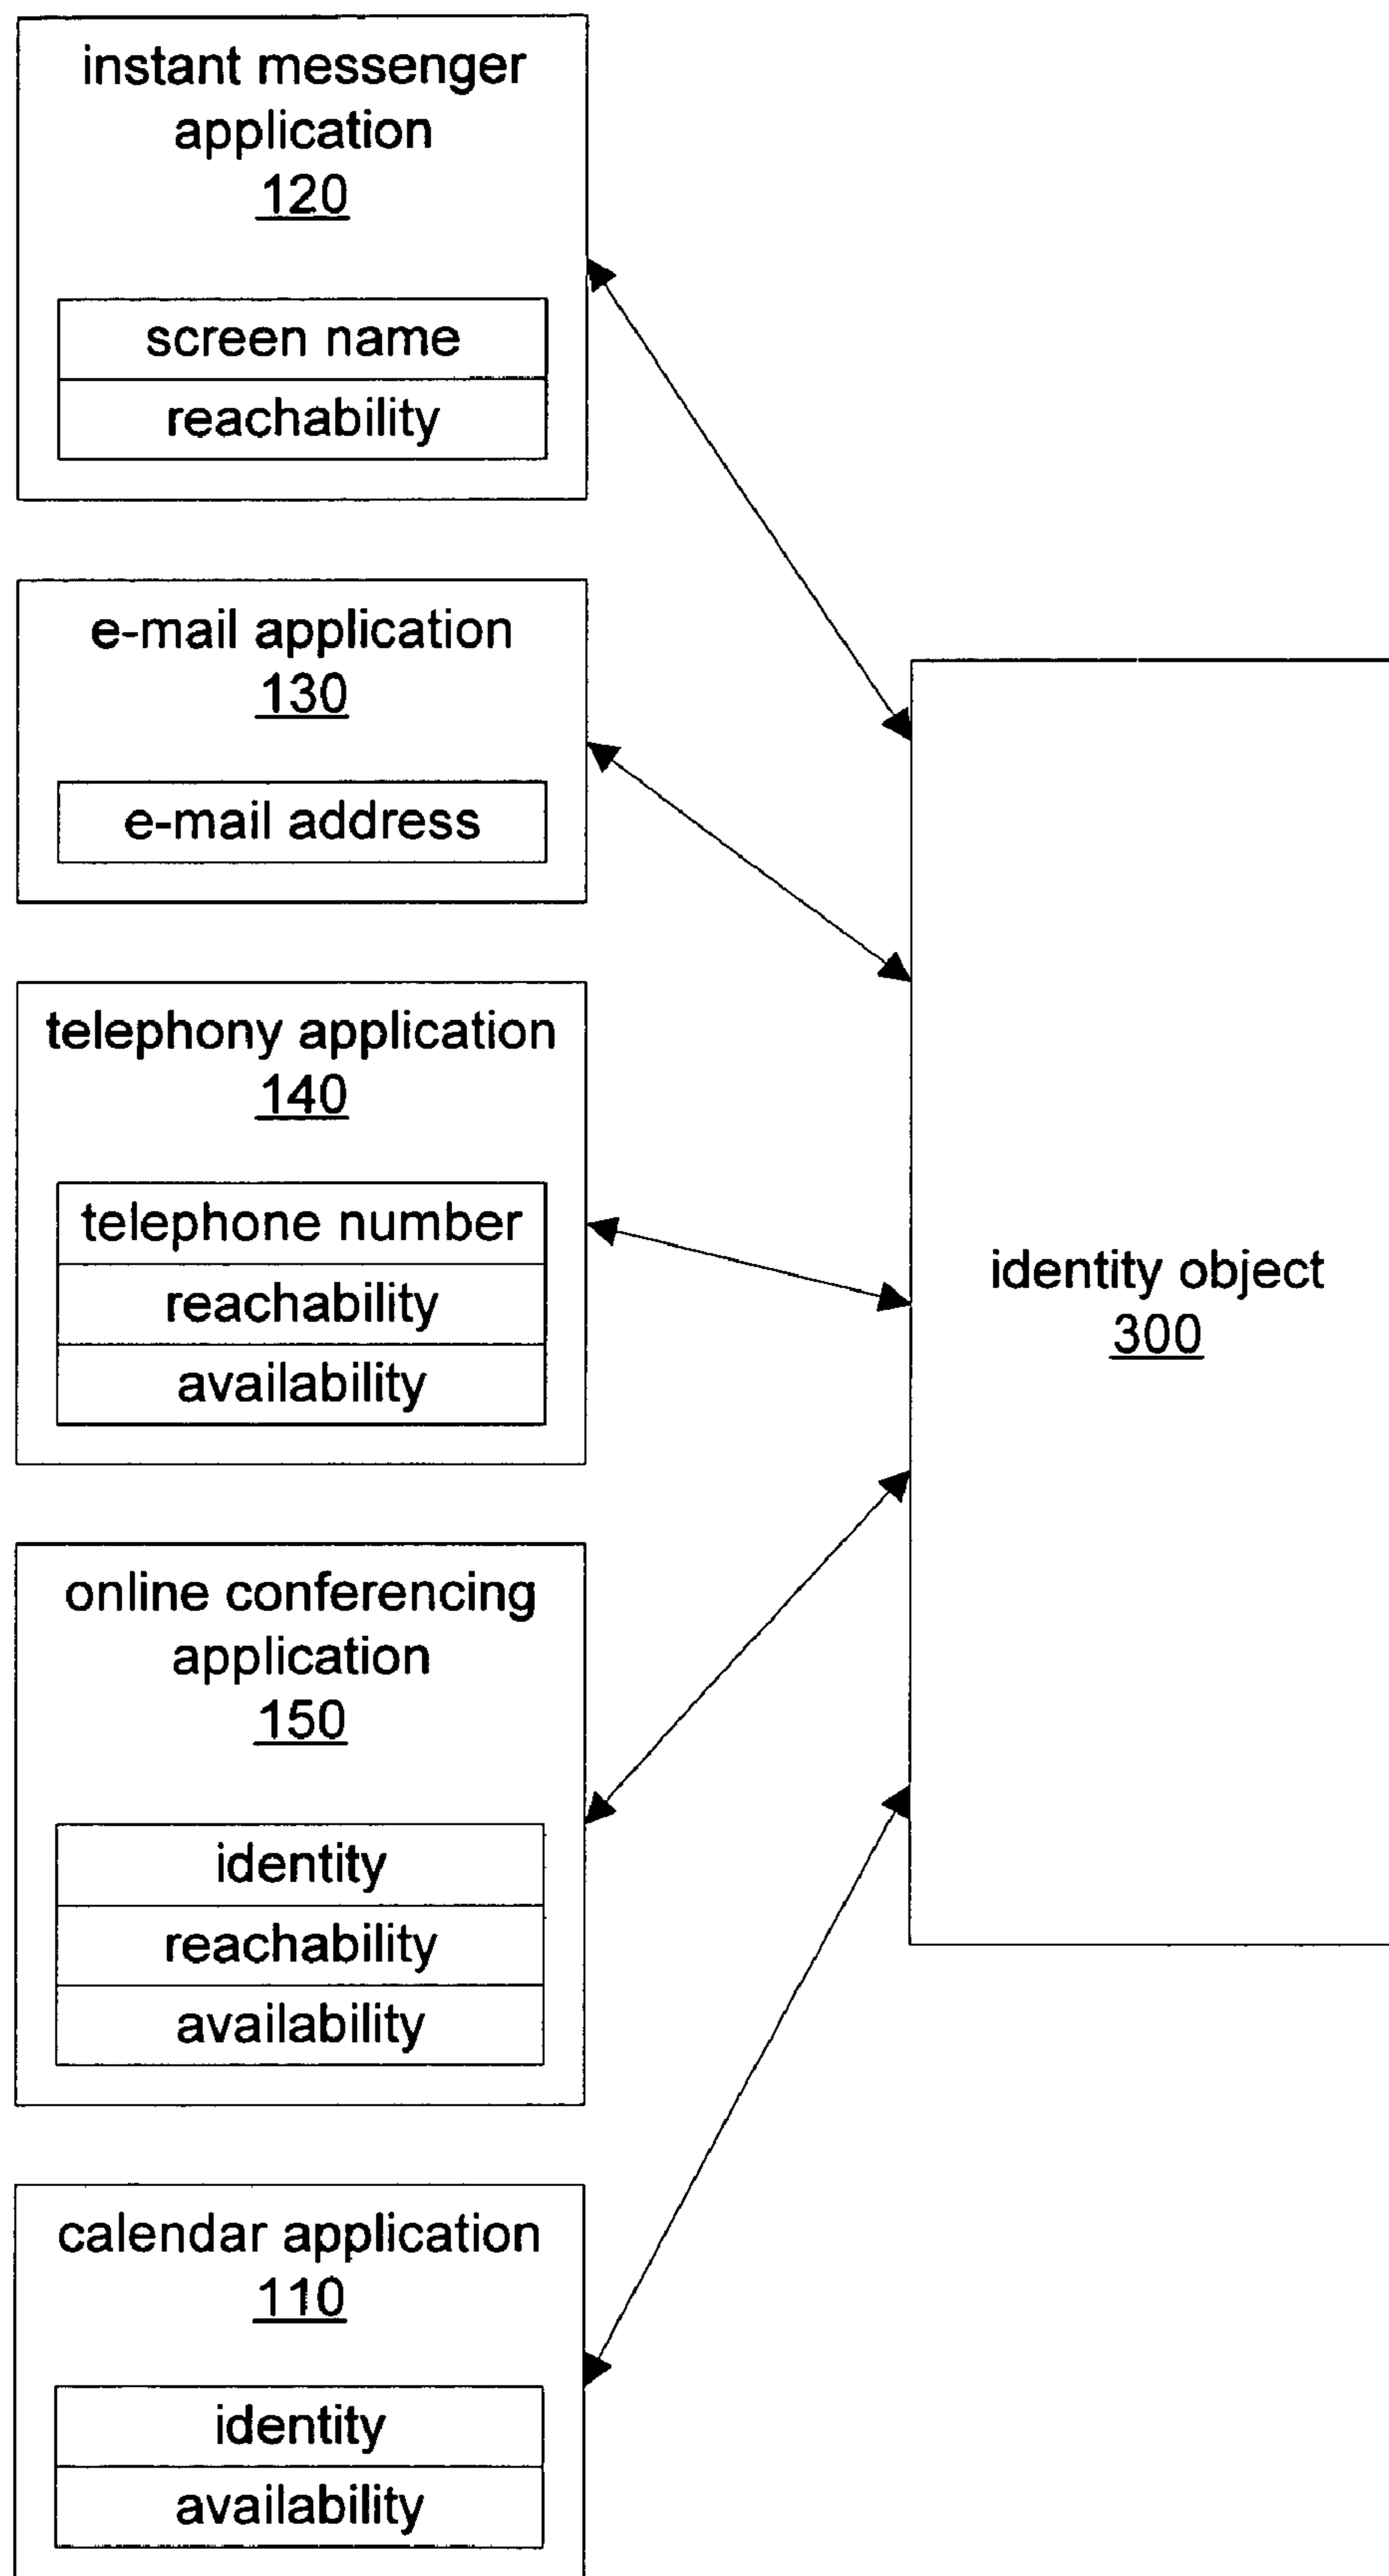 instant messenger
application
120
screen name
reachability
e-mail application
130
e-mail address
telephony application
140
telephone number
reachability
availability
online conferencing
application
150
identity
reachability
availability
calendar application
110
identity
availability
identity object
300